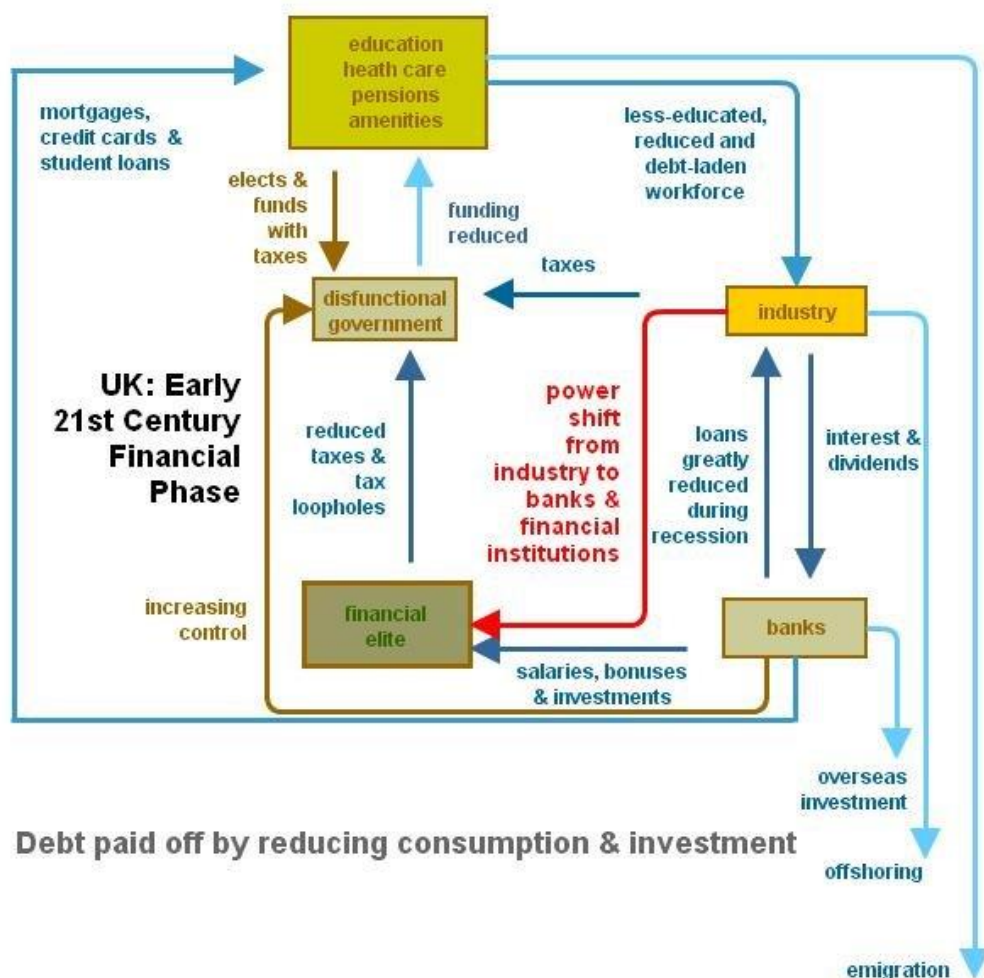 education
heath care
pensions
amenities
mortgages,
credit cards &
student loans
less-educated,
reduced and
debt-laden
workforce
elects &
funds
with
taxes
funding
reduced
taxes
disfunctional
government
industry
UK: Early
21st Century
Financial
Phase
reduced
taxes &
tax
loopholes
power
shift
from
industry to
banks &
financial
institutions
loans
greatly
reduced
during
recession
interest &
dividends
increasing
control
financial
elite
banks
salaries, bonuses
& investments
overseas
investment
Debt paid off by reducing consumption & investment
offshoring
emigration